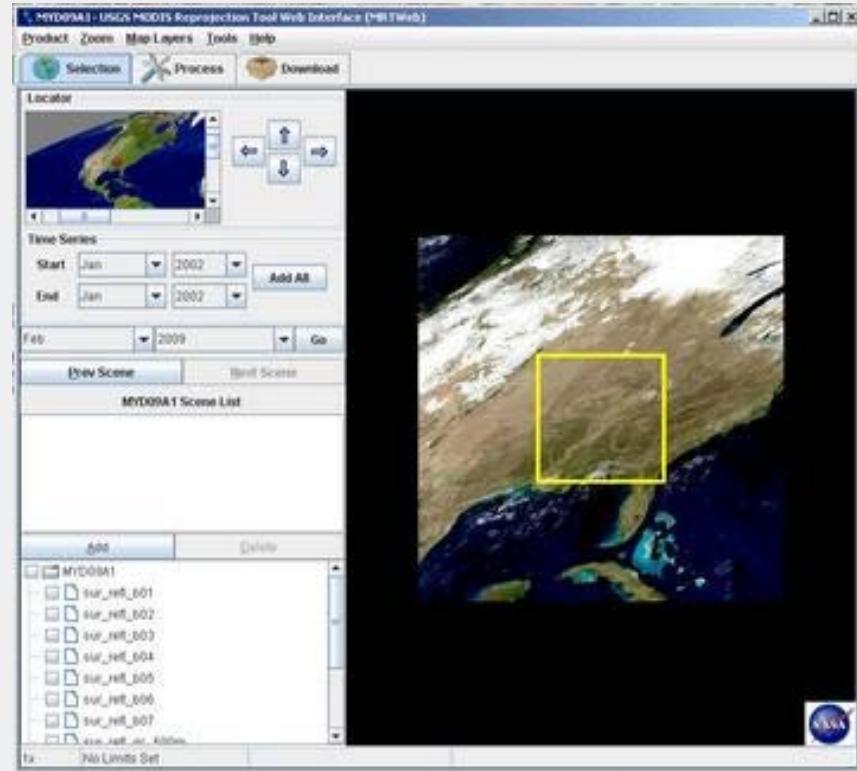 MYD09A1 - USGS MODIS Reprojection Tool Web Interface (MRTWeb)
Product Zoom Map Layers Tools Help
Selection Process Download
Locator
Time Series
Start Jan 2002
Add All
End Jan 2002
Feb 2009 Go
Prev Scene Next Scene
MYD09A1 Scene List
Add Delete
MYD09A1
sur_refl_b01
sur_refl_b02
sur_refl_b03
sur_refl_b04
sur_refl_b05
sur_refl_b06
sur_refl_b07
sur_refl_qc_500m
NASA
1x No Limits Set